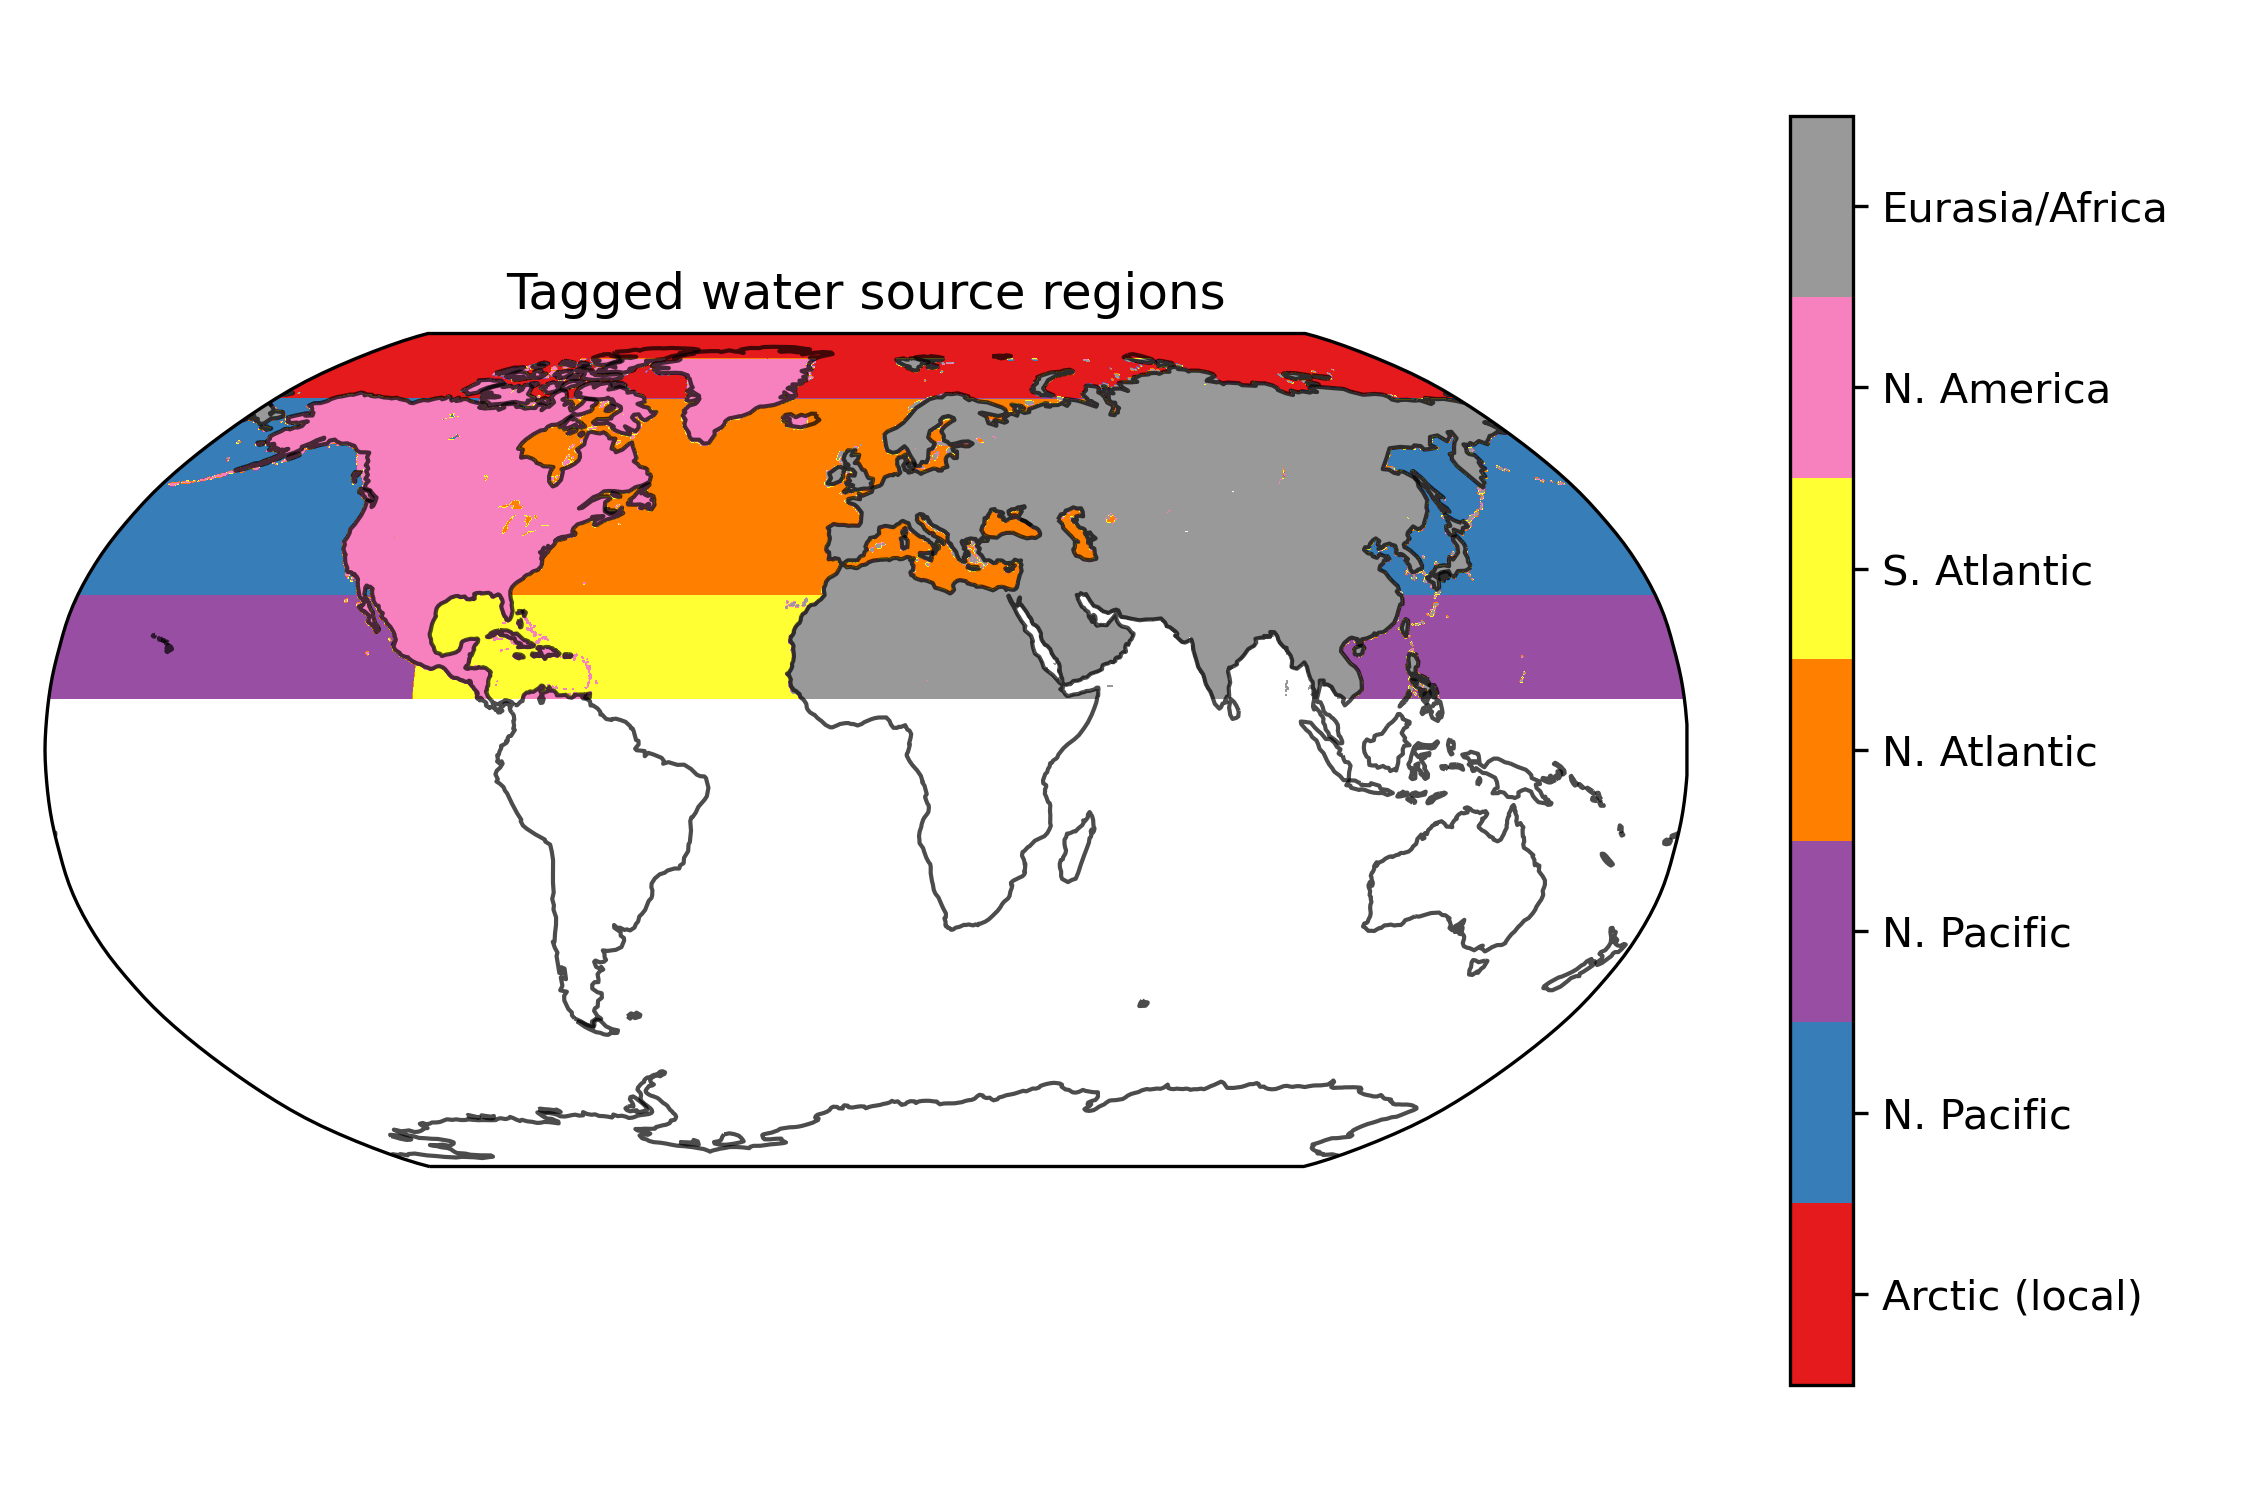 Tagged water source regions
Eurasia/Africa
N. America
S. Atlantic
N. Atlantic
N. Pacific
N. Pacific
Arctic (local)